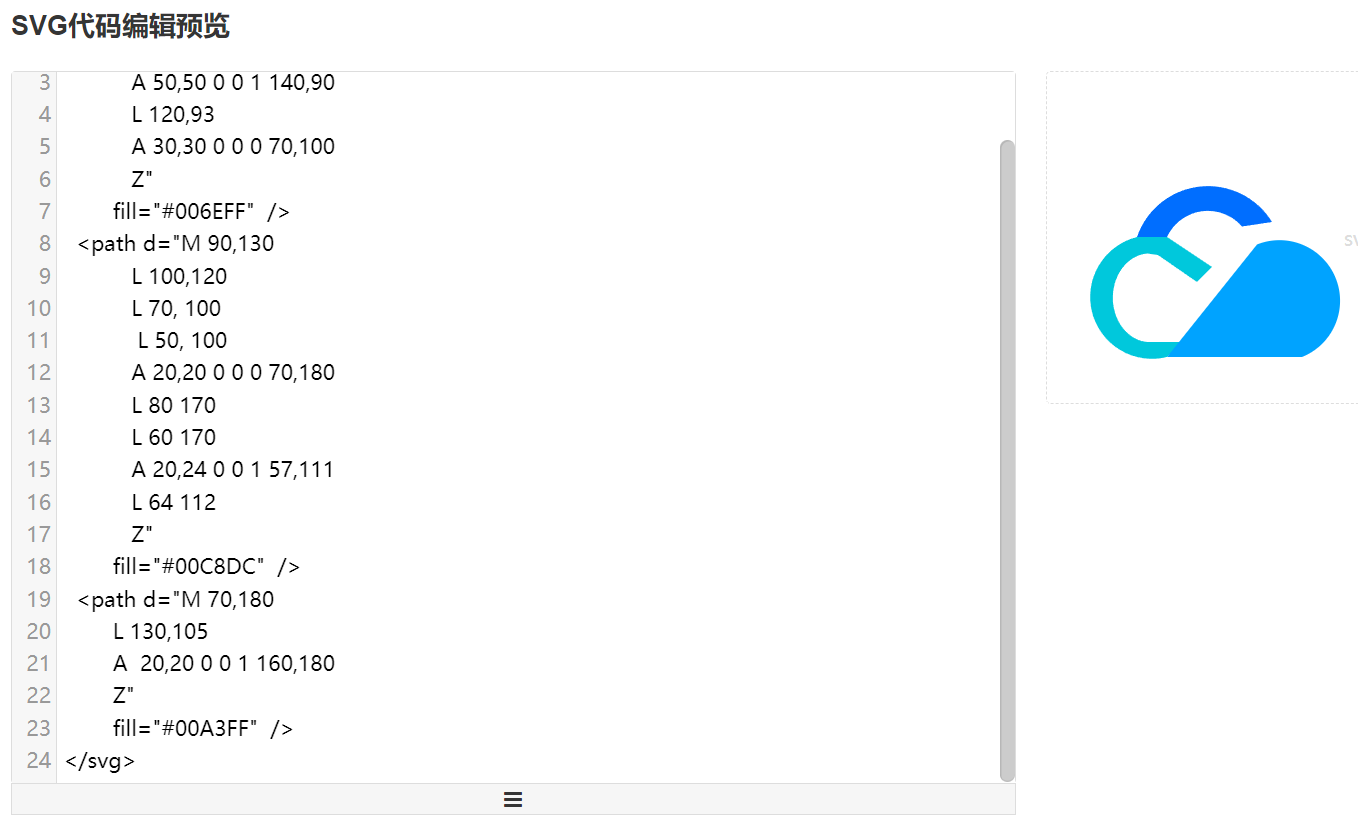 SVG代码编辑预览
3 A 50,50 0 0 1 140,90
4 L 120,93
5 A 30,30 0 0 0 70,100
6 Z"
7 fill="#006EFF" />
8 <path d="M 90,130
9 L 100,120
10 L 70, 100
11 L 50, 100
12 A 20,20 0 0 0 70,180
13 L 80 170
14 L 60 170
15 A 20,24 0 0 1 57,111
16 L 64 112
17 Z"
18 fill="#00C8DC" />
19 <path d="M 70,180
20 L 130,105
21 A  20,20 0 0 1 160,180
22 Z"
23 fill="#00A3FF" />
24 </svg>